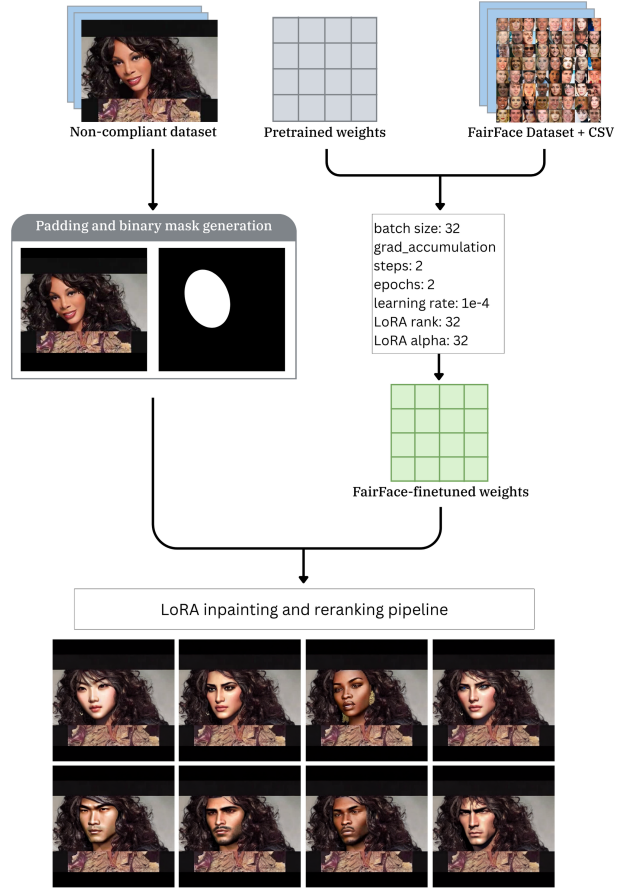 Non-compliant dataset
Pretrained weights
FairFace Dataset + CSV
Padding and binary mask generation
batch size: 32
grad_accumulation
steps: 2
epochs: 2
learning rate: 1e-4
LoRA rank: 32
LoRA alpha: 32
FairFace-finetuned weights
LoRA inpainting and reranking pipeline